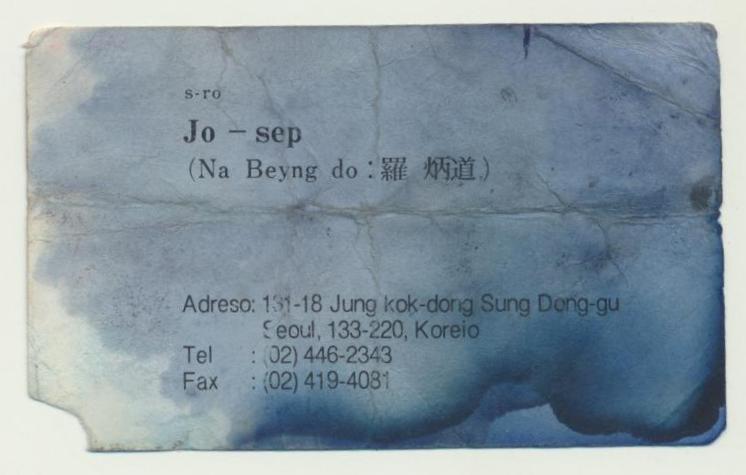 s-ro
Jo – sep
(Na Beyng do : 羅 炳道)
Adreso: 131-18 Jung kok-dong Sung Dong-gu
Seoul, 133-220, Koreio
Tel : (02) 446-2343
Fax : (02) 419-4081